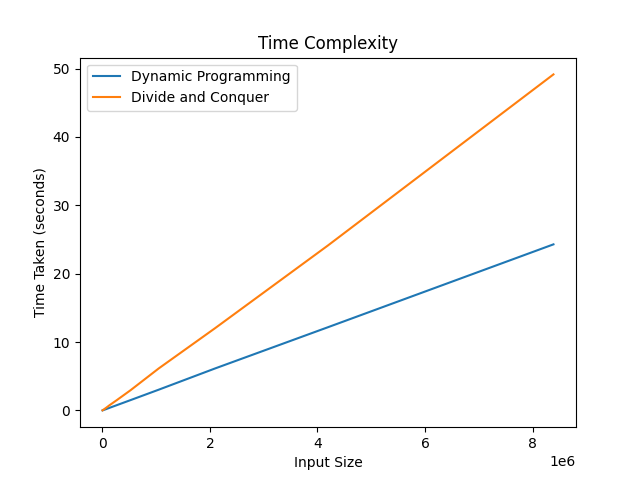 Time Complexity
Dynamic Programming
Divide and Conquer
Time Taken (seconds)
50
40
30
20
10
0
0 2 4 6 8
1e6
Input Size